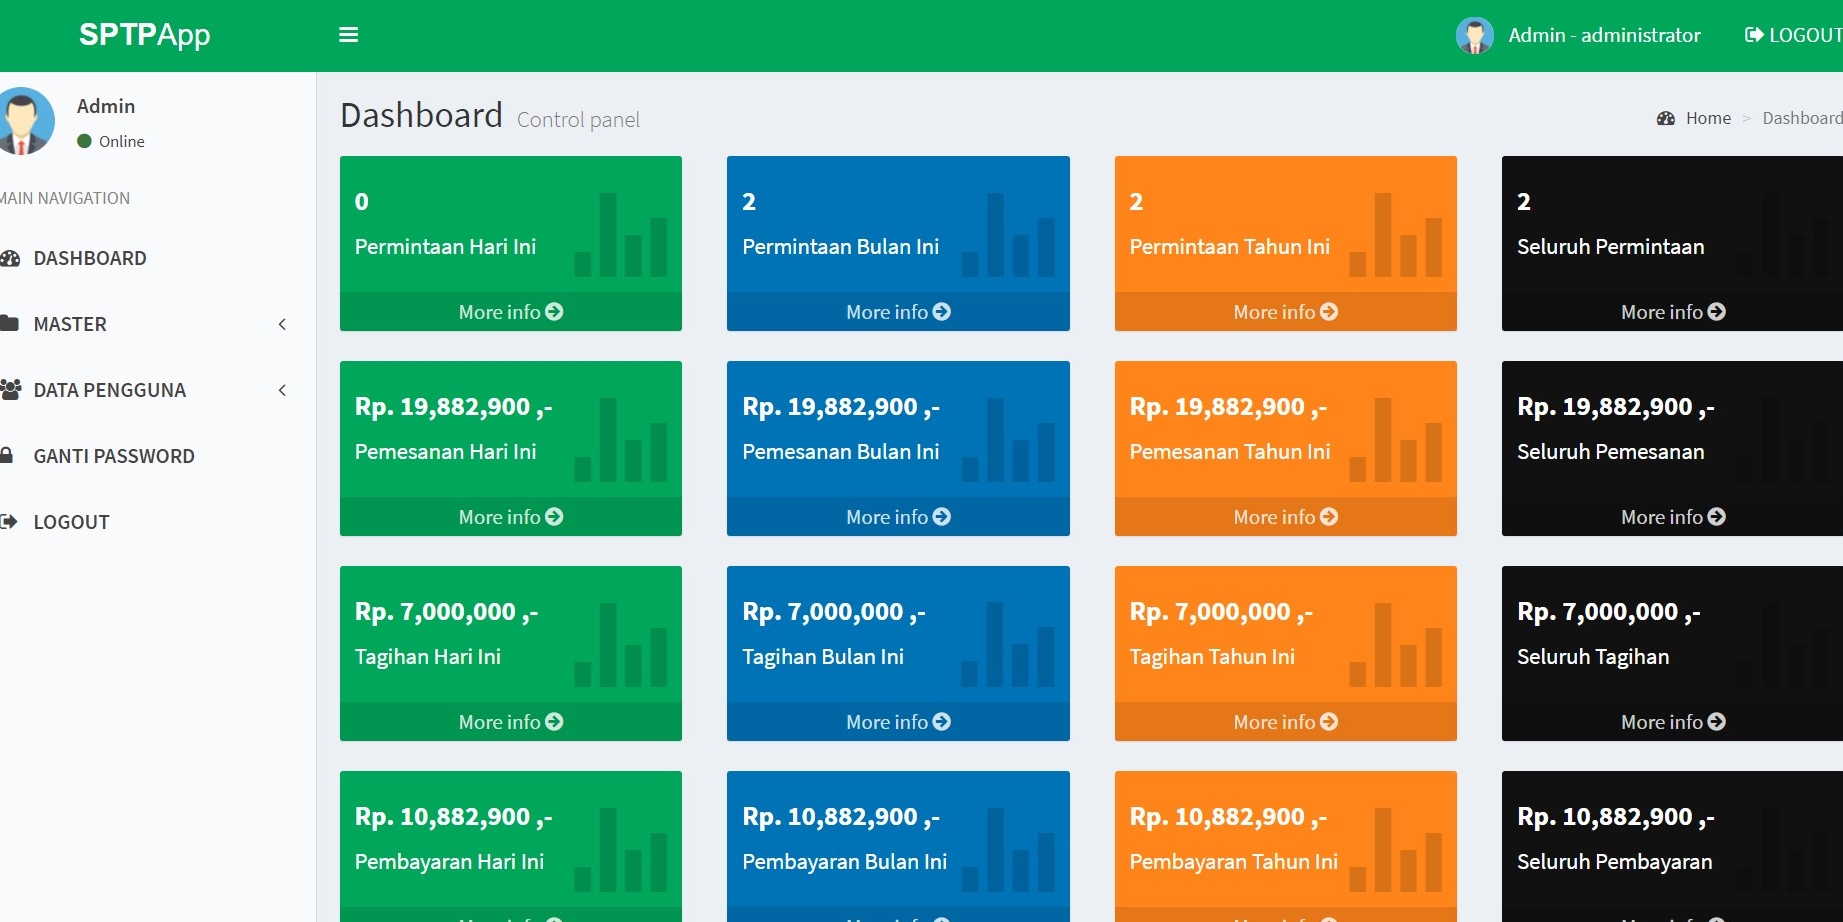 SPTPApp
Admin - administrator
LOGOUT
Admin
Online
MAIN NAVIGATION
DASHBOARD
MASTER
DATA PENGGUNA
GANTI PASSWORD
LOGOUT
Dashboard Control panel
Home > Dashboard
0
Permintaan Hari Ini
More info
2
Permintaan Bulan Ini
More info
2
Permintaan Tahun Ini
More info
2
Seluruh Permintaan
More info
Rp. 19,882,900 ,-
Pemesanan Hari Ini
More info
Rp. 19,882,900 ,-
Pemesanan Bulan Ini
More info
Rp. 19,882,900 ,-
Pemesanan Tahun Ini
More info
Rp. 19,882,900 ,-
Seluruh Pemesanan
More info
Rp. 7,000,000 ,-
Tagihan Hari Ini
More info
Rp. 7,000,000 ,-
Tagihan Bulan Ini
More info
Rp. 7,000,000 ,-
Tagihan Tahun Ini
More info
Rp. 7,000,000 ,-
Seluruh Tagihan
More info
Rp. 10,882,900 ,-
Pembayaran Hari Ini
Rp. 10,882,900 ,-
Pembayaran Bulan Ini
Rp. 10,882,900 ,-
Pembayaran Tahun Ini
Rp. 10,882,900 ,-
Seluruh Pembayaran